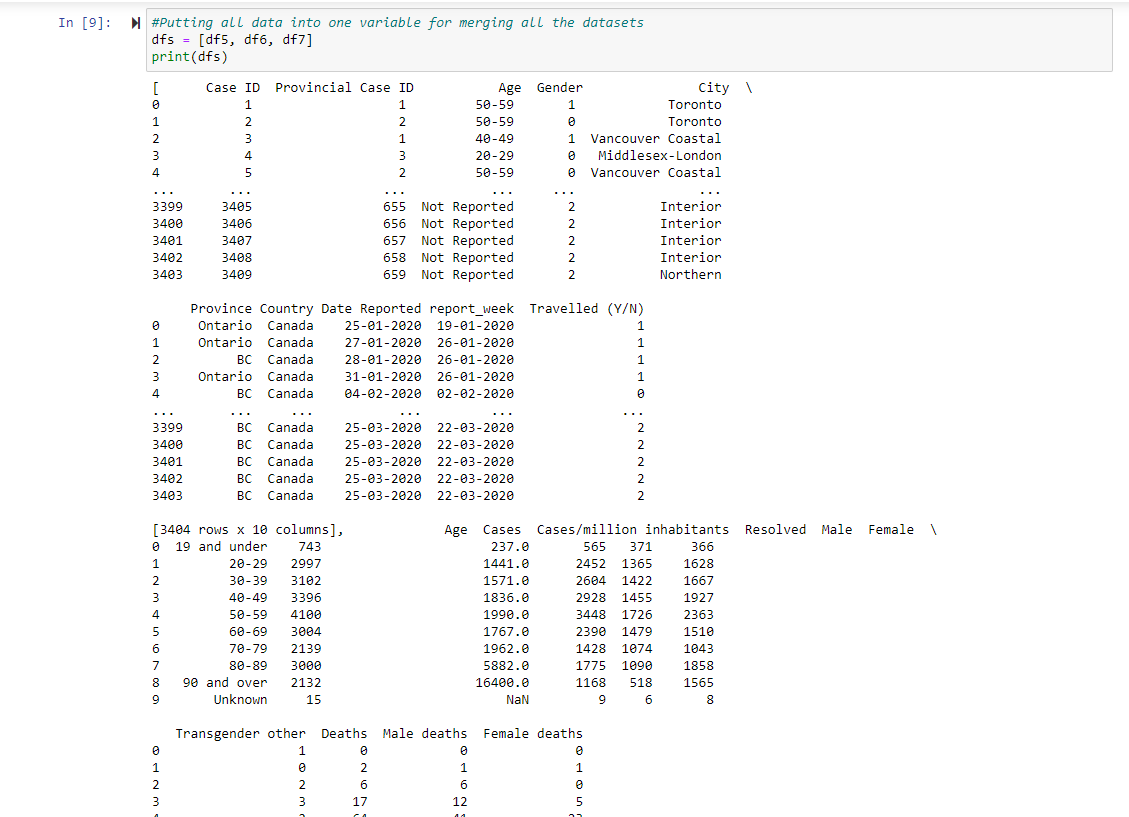 In [9]: #Putting all data into one variable for merging all the datasets
dfs = [df5, df6, df7]
print(dfs)
[ Case ID Provincial Case ID Age Gender City \
0 1 1 50-59 1 Toronto
1 2 2 50-59 0 Toronto
2 3 1 40-49 1 Vancouver Coastal
3 4 3 20-29 0 Middlesex-London
4 5 2 50-59 0 Vancouver Coastal
... ... ... ... ... ...
3399 3405 655 Not Reported 2 Interior
3400 3406 656 Not Reported 2 Interior
3401 3407 657 Not Reported 2 Interior
3402 3408 658 Not Reported 2 Interior
3403 3409 659 Not Reported 2 Northern
Province Country Date Reported report_week Travelled (Y/N)
0 Ontario Canada 25-01-2020 19-01-2020 1
1 Ontario Canada 27-01-2020 26-01-2020 1
2 BC Canada 28-01-2020 26-01-2020 1
3 Ontario Canada 31-01-2020 26-01-2020 1
4 BC Canada 04-02-2020 02-02-2020 0
... ... ... ... ... ...
3399 BC Canada 25-03-2020 22-03-2020 2
3400 BC Canada 25-03-2020 22-03-2020 2
3401 BC Canada 25-03-2020 22-03-2020 2
3402 BC Canada 25-03-2020 22-03-2020 2
3403 BC Canada 25-03-2020 22-03-2020 2
[3404 rows x 10 columns], Age Cases Cases/million inhabitants Resolved Male Female \
0 19 and under 743 237.0 565 371 366
1 20-29 2997 1441.0 2452 1365 1628
2 30-39 3102 1571.0 2604 1422 1667
3 40-49 3396 1836.0 2928 1455 1927
4 50-59 4100 1990.0 3448 1726 2363
5 60-69 3004 1767.0 2390 1479 1510
6 70-79 2139 1962.0 1428 1074 1043
7 80-89 3000 5882.0 1775 1090 1858
8 90 and over 2132 16400.0 1168 518 1565
9 Unknown 15 NaN 9 6 8
Transgender other Deaths Male deaths Female deaths
0 1 0 0 0
1 0 2 1 1
2 2 6 6 0
3 3 17 12 5